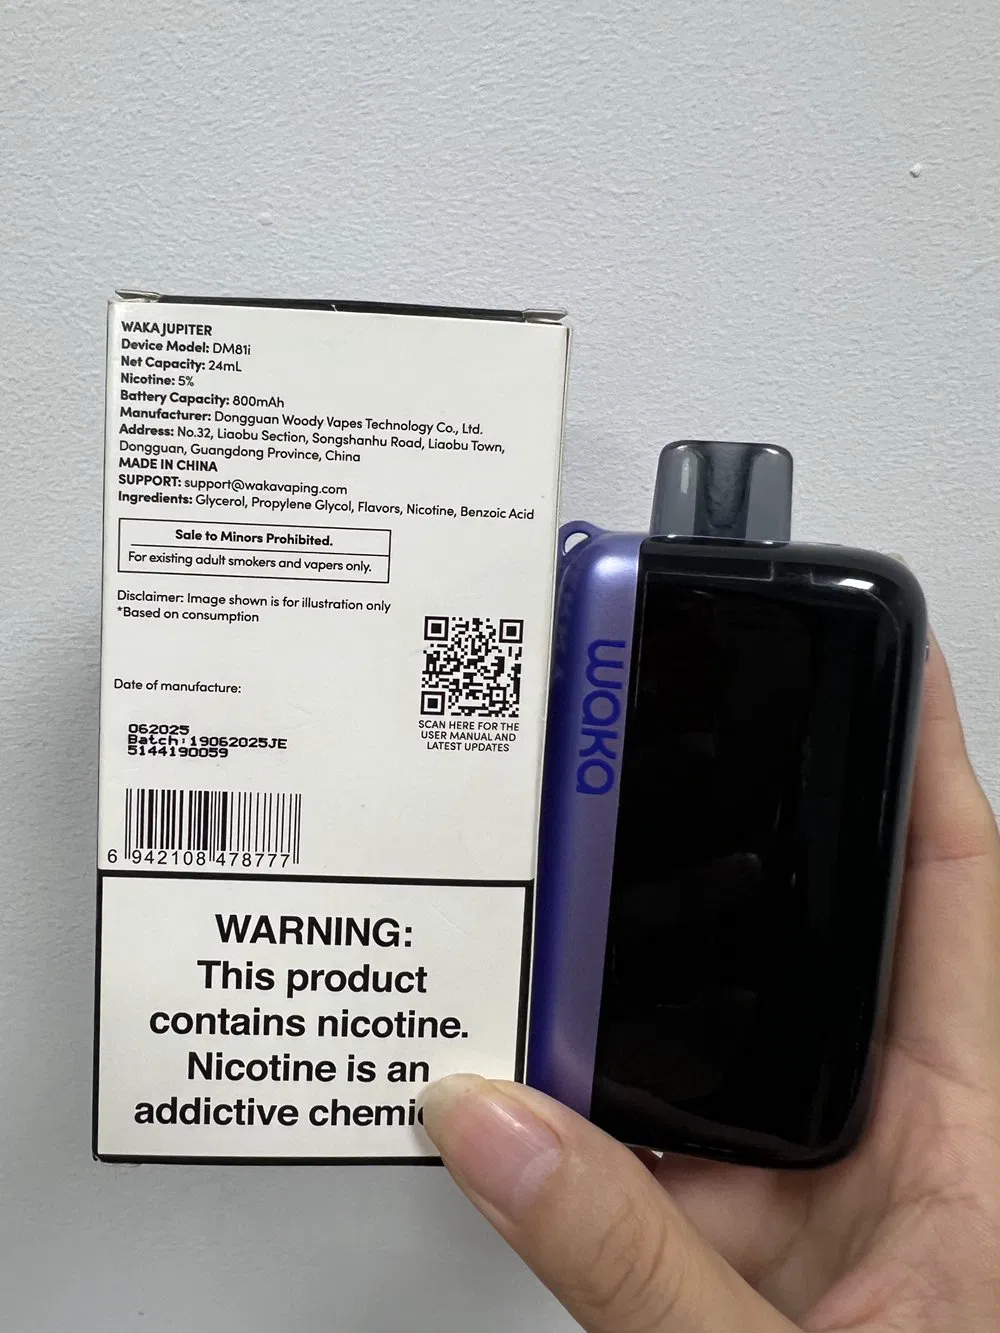 WAKA JUPITER
Device Model: DM81i
Net Capacity: 24mL
Nicotine: 5%
Battery Capacity: 800mAh
Manufacturer: Dongguan Woody Vapes Technology Co., Ltd.
Address: No.32, Liaobu Section, Songshanhu Road, Liaobu Town,
Dongguan, Guangdong Province, China
MADE IN CHINA
SUPPORT: support@wakavaping.com
Ingredients: Glycerol, Propylene Glycol, Flavors, Nicotine, Benzoic Acid
Sale to Minors Prohibited.
For existing adult smokers and vapers only.
Disclaimer: Image shown is for illustration only
*Based on consumption
SCAN HERE FOR THE
USER MANUAL AND
LATEST UPDATES
Date of manufacture:
062025
Batch:19062025JE
5144190059
6 942108 478777
WARNING:
This product
contains nicotine.
Nicotine is an
addictive chemic
waka